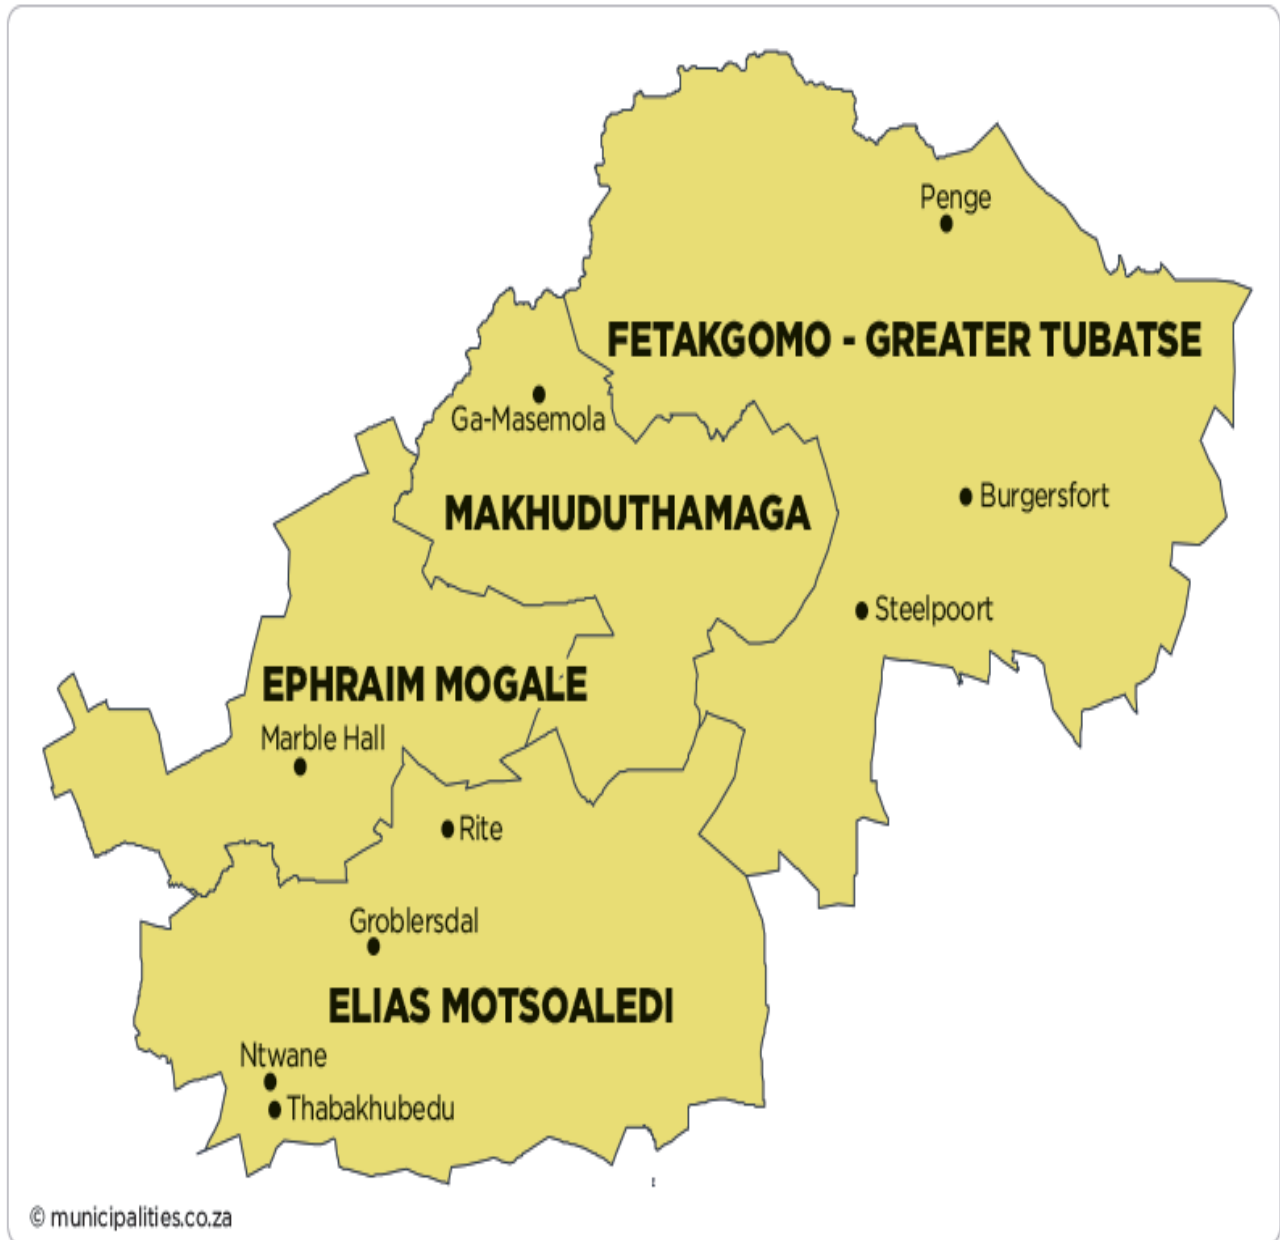 Penge
FETAKGOMO - GREATER TUBATSE
Ga-Masemola
Burgersfort
MAKHUDUTHAMAGA
Steelpoort
EPHRAIM MOGALE
Marble Hall
Rite
Groblersdal
ELIAS MOTSOALEDI
Ntwane
Thabakhubedu
© municipalities.co.za